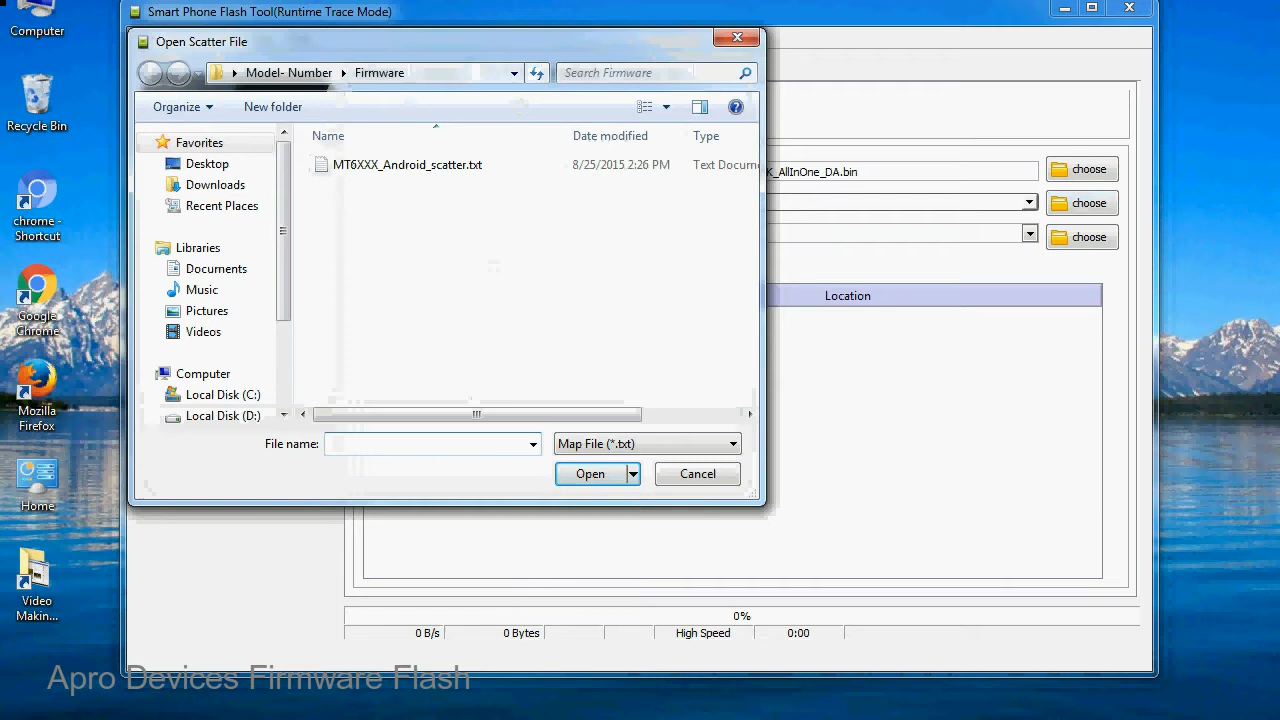 Smart Phone Flash Tool(Runtime Trace Mode)
Open Scatter File
Model- Number
Firmware
Search Firmware
Organize
New folder
Name
Date modified
Type
MT6XXX_Android_scatter.txt
8/25/2015 2:26 PM
Text Docum
Favorites
Desktop
Downloads
Recent Places
Libraries
Documents
Music
Pictures
Videos
Computer
Local Disk (C:)
Local Disk (D:)
File name:
Map File (*.txt)
Open
Cancel
K_AllInOne_DA.bin
choose
choose
choose
Location
0%
0 B/s
0 Bytes
High Speed
0:00
Computer
Recycle Bin
chrome -
Shortcut
Google
Chrome
Mozilla
Firefox
Home
Video
Makin...
Apro Devices Firmware Flash